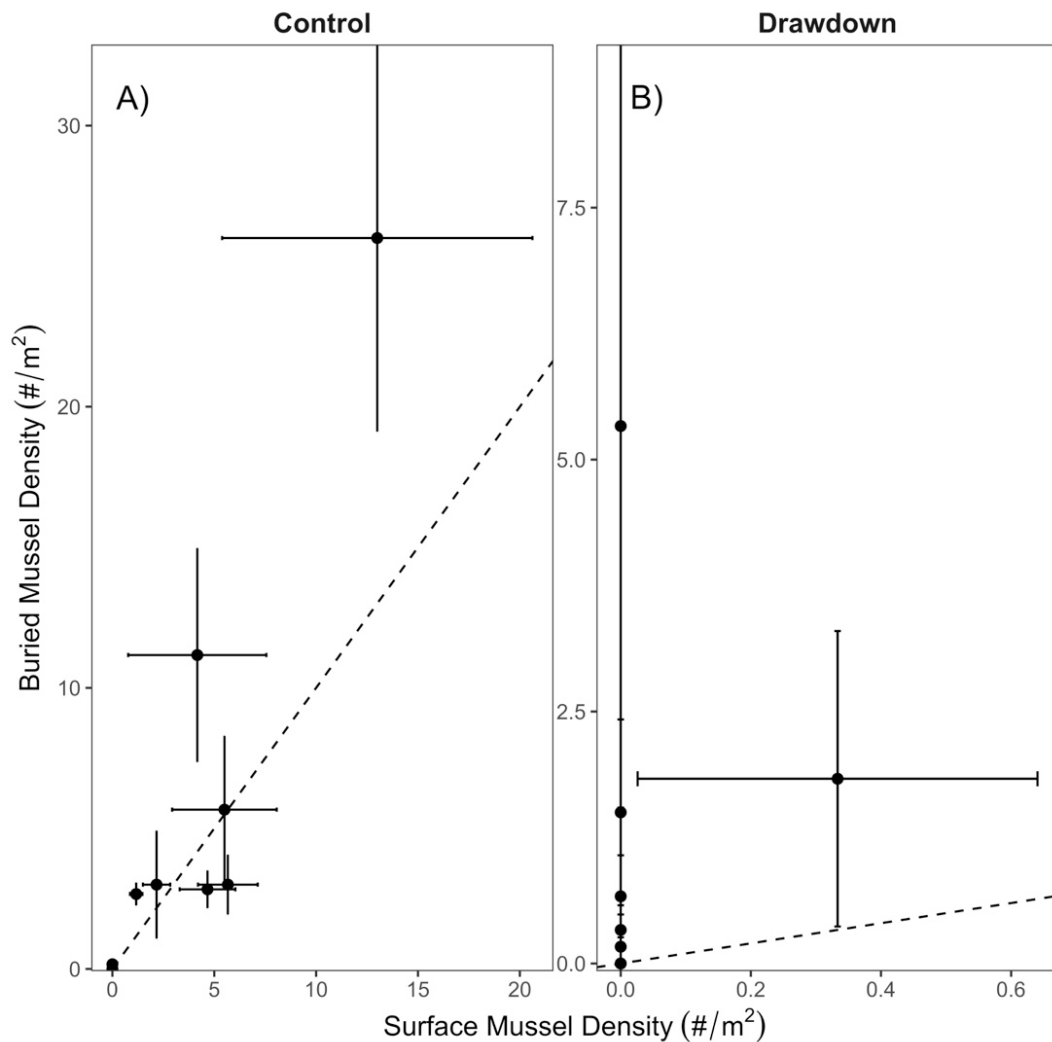 Control
Drawdown
A)
B)
30
20
10
0
7.5
5.0
2.5
0.0
0
5
10
15
20
0.0
0.2
0.4
0.6
Buried Mussel Density (#/m²)
Surface Mussel Density (#/m²)